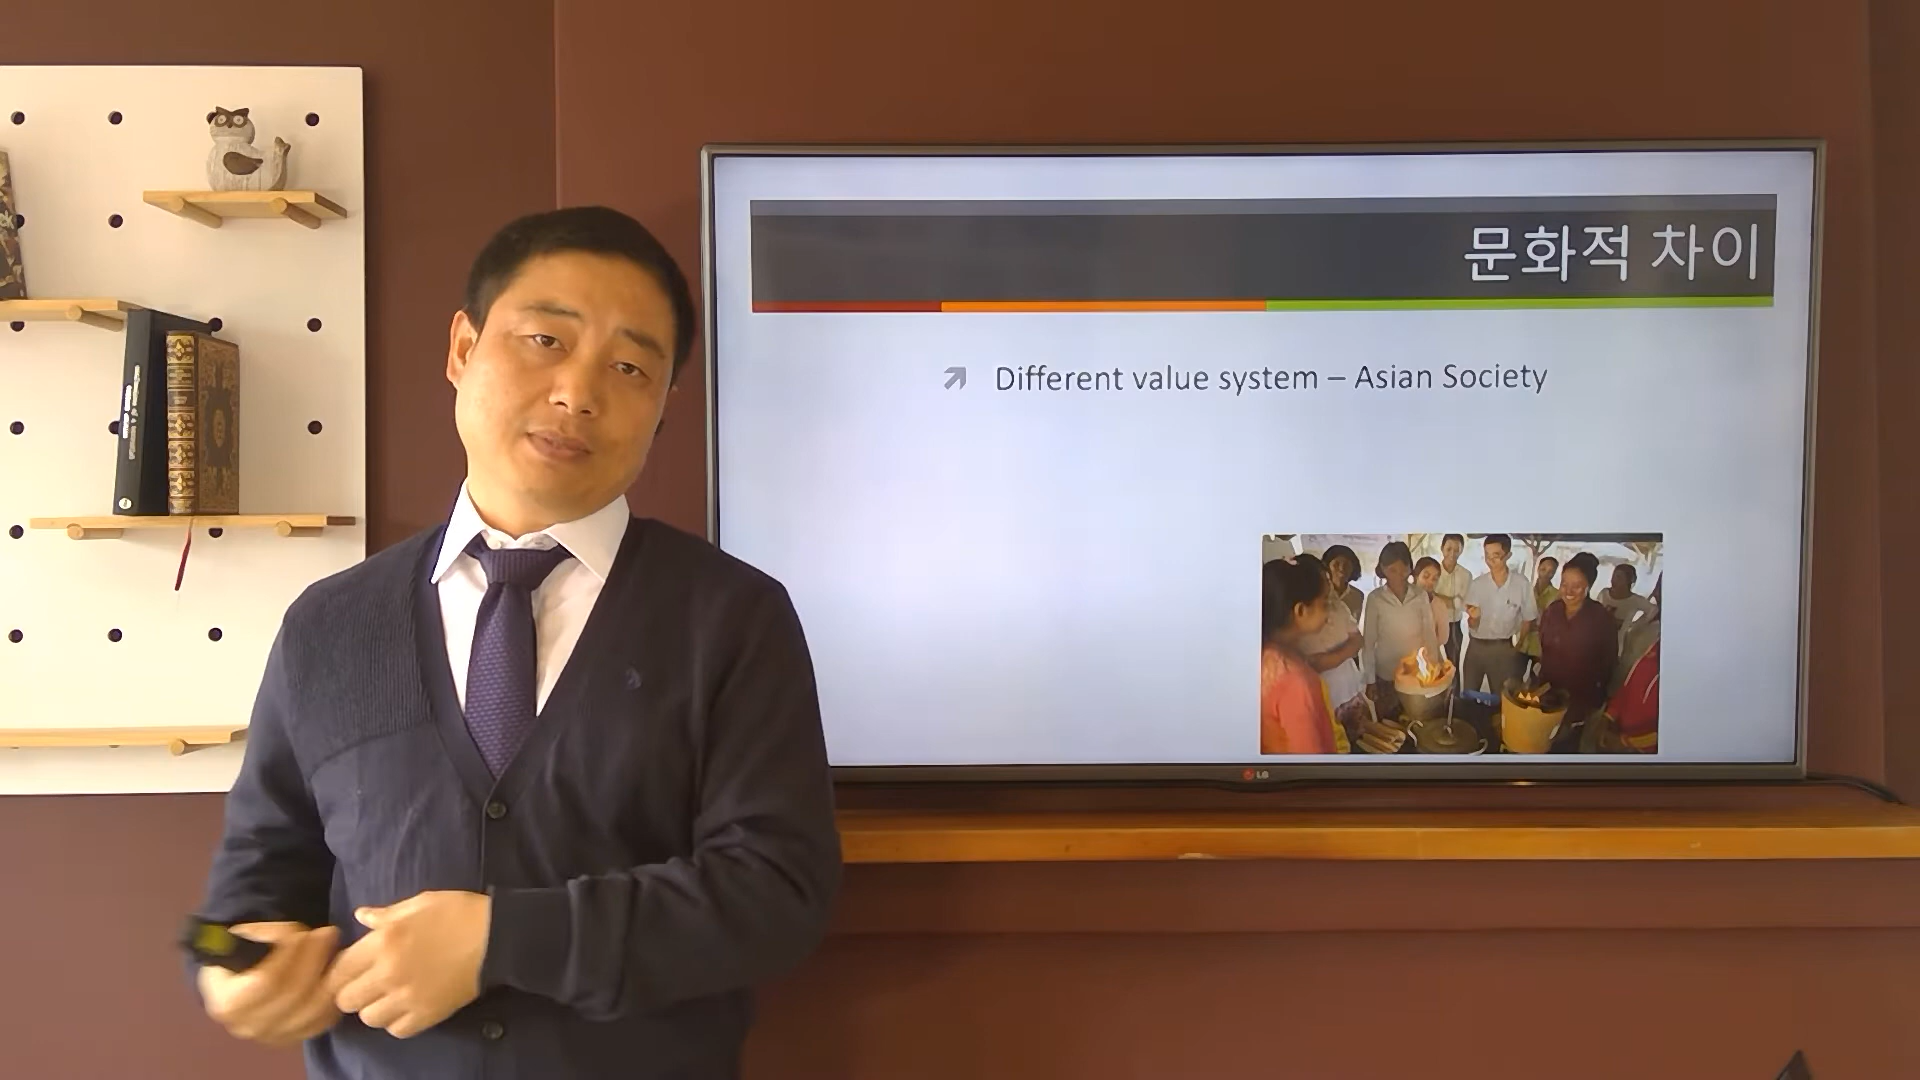 문화적 차이
Different value system – Asian Society
LG